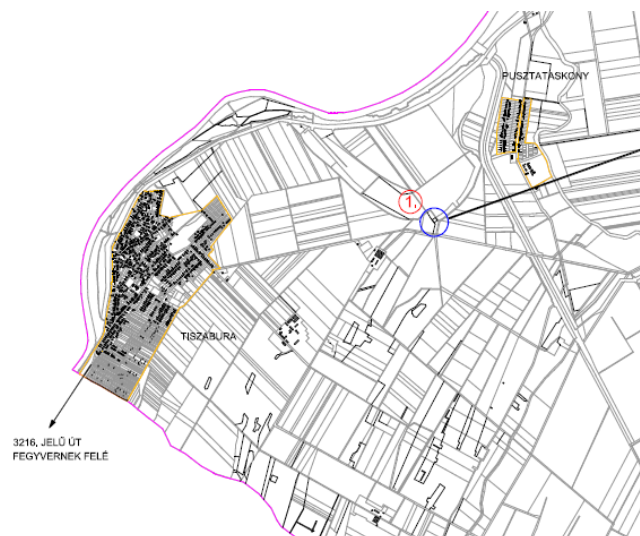 PUSZTATASKONY
1.
TISZABURA
3216, JELŰ ÚT
FEGYVERNEK FELÉ